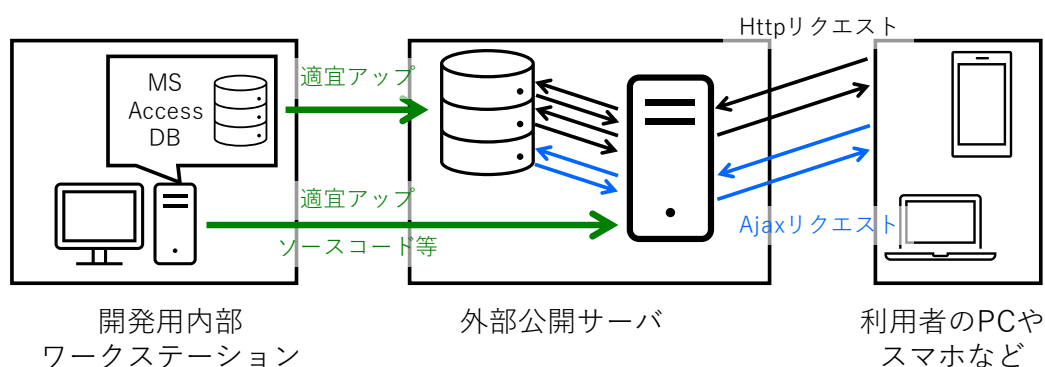 Httpリクエスト
MS
Access
DB
適宜アップ
適宜アップ
ソースコード等
Ajaxリクエスト
開発用内部
ワークステーション
外部公開サーバ
利用者のPCや
スマホなど